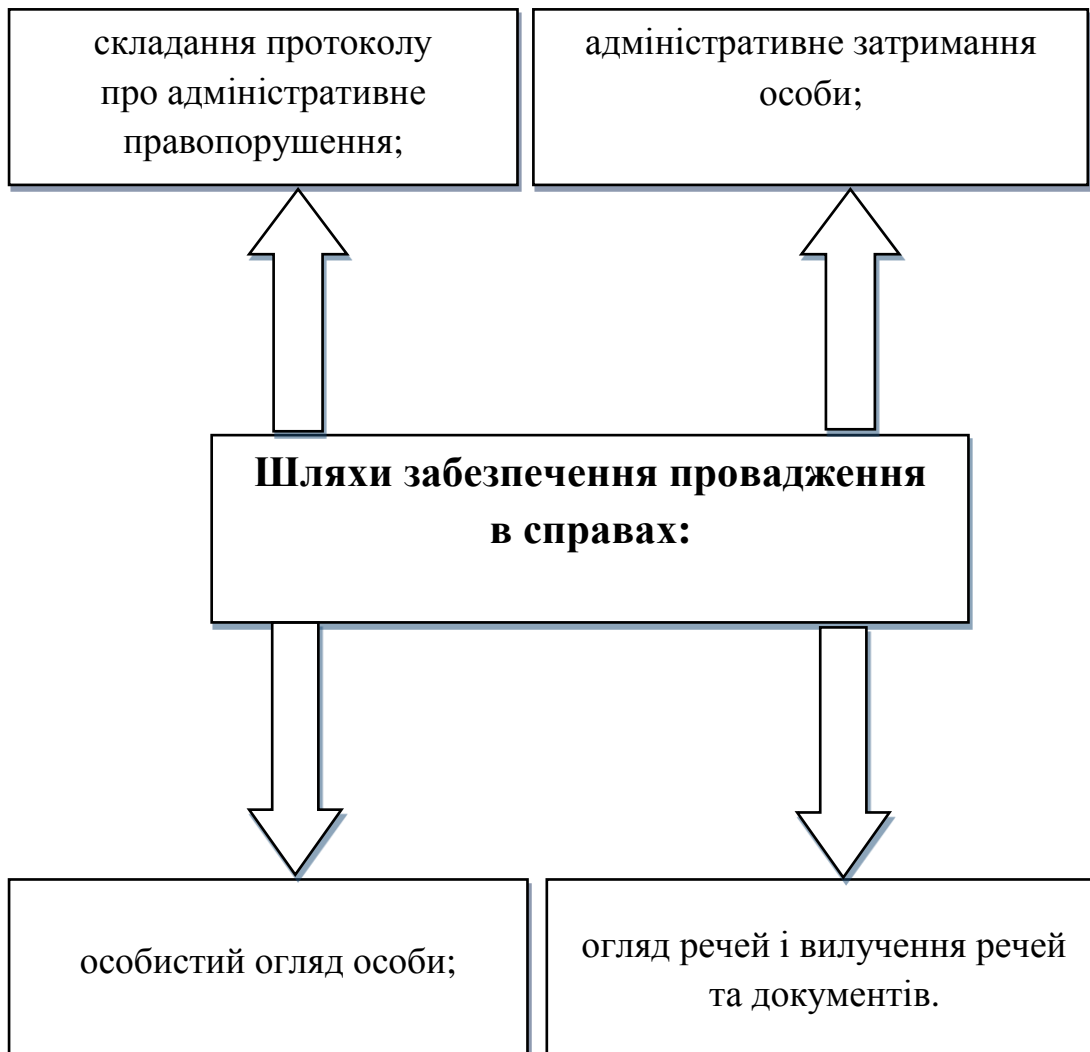 складання протоколу
про адміністративне
правопорушення;
адміністративне затримання
особи;
Шляхи забезпечення провадження
в справах:
особистий огляд особи;
огляд речей і вилучення речей
та документів.